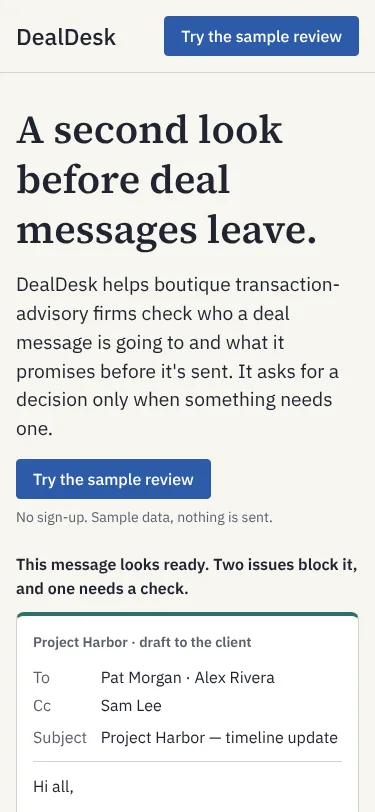 DealDesk
Try the sample review
A second look
before deal
messages leave.
DealDesk helps boutique transaction-
advisory firms check who a deal
message is going to and what it
promises before it's sent. It asks for a
decision only when something needs
one.
Try the sample review
No sign-up. Sample data, nothing is sent.
This message looks ready. Two issues block it,
and one needs a check.
Project Harbor · draft to the client
To Pat Morgan · Alex Rivera
Cc Sam Lee
Subject Project Harbor — timeline update
Hi all,